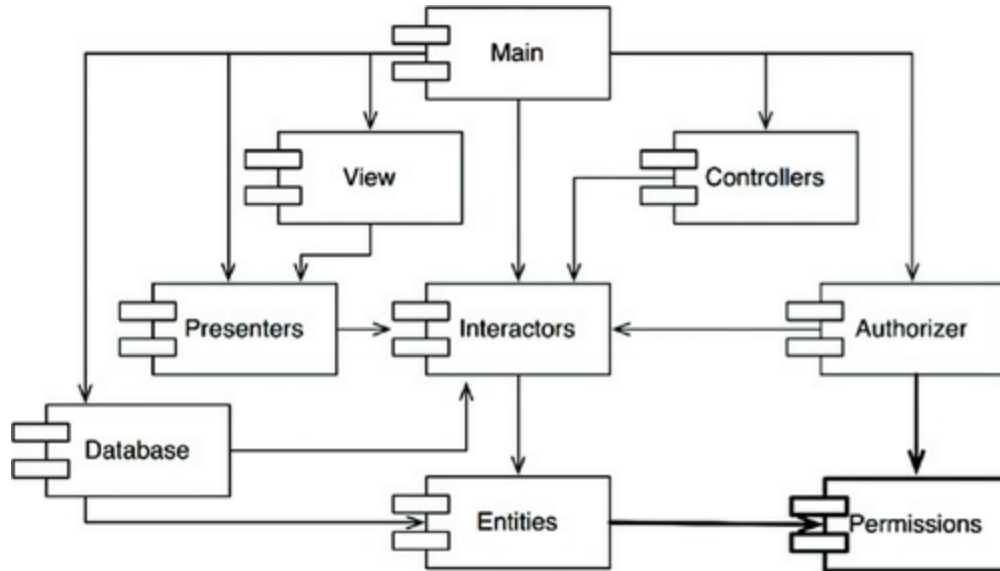 Main
View
Controllers
Presenters
Interactors
Authorizer
Database
Entities
Permissions